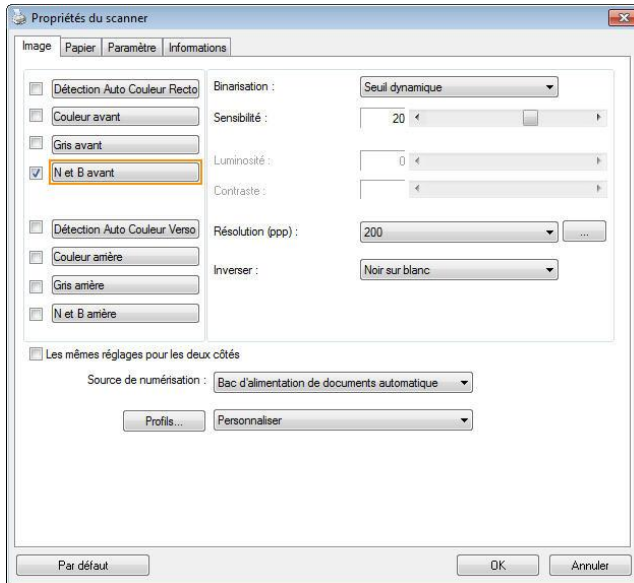 Propriétés du scanner
Image Papier Paramètre Informations
Détection Auto Couleur Recto
Couleur avant
Gris avant
N et B avant
Détection Auto Couleur Verso
Couleur arrière
Gris arrière
N et B arrière
Binarisation : Seuil dynamique
Sensibilité : 20
Luminosité : 0
Contraste :
Résolution (ppp) : 200 ...
Inverser : Noir sur blanc
Les mêmes réglages pour les deux côtés
Source de numérisation : Bac d'alimentation de documents automatique
Profils... Personnaliser
Par défaut OK Annuler